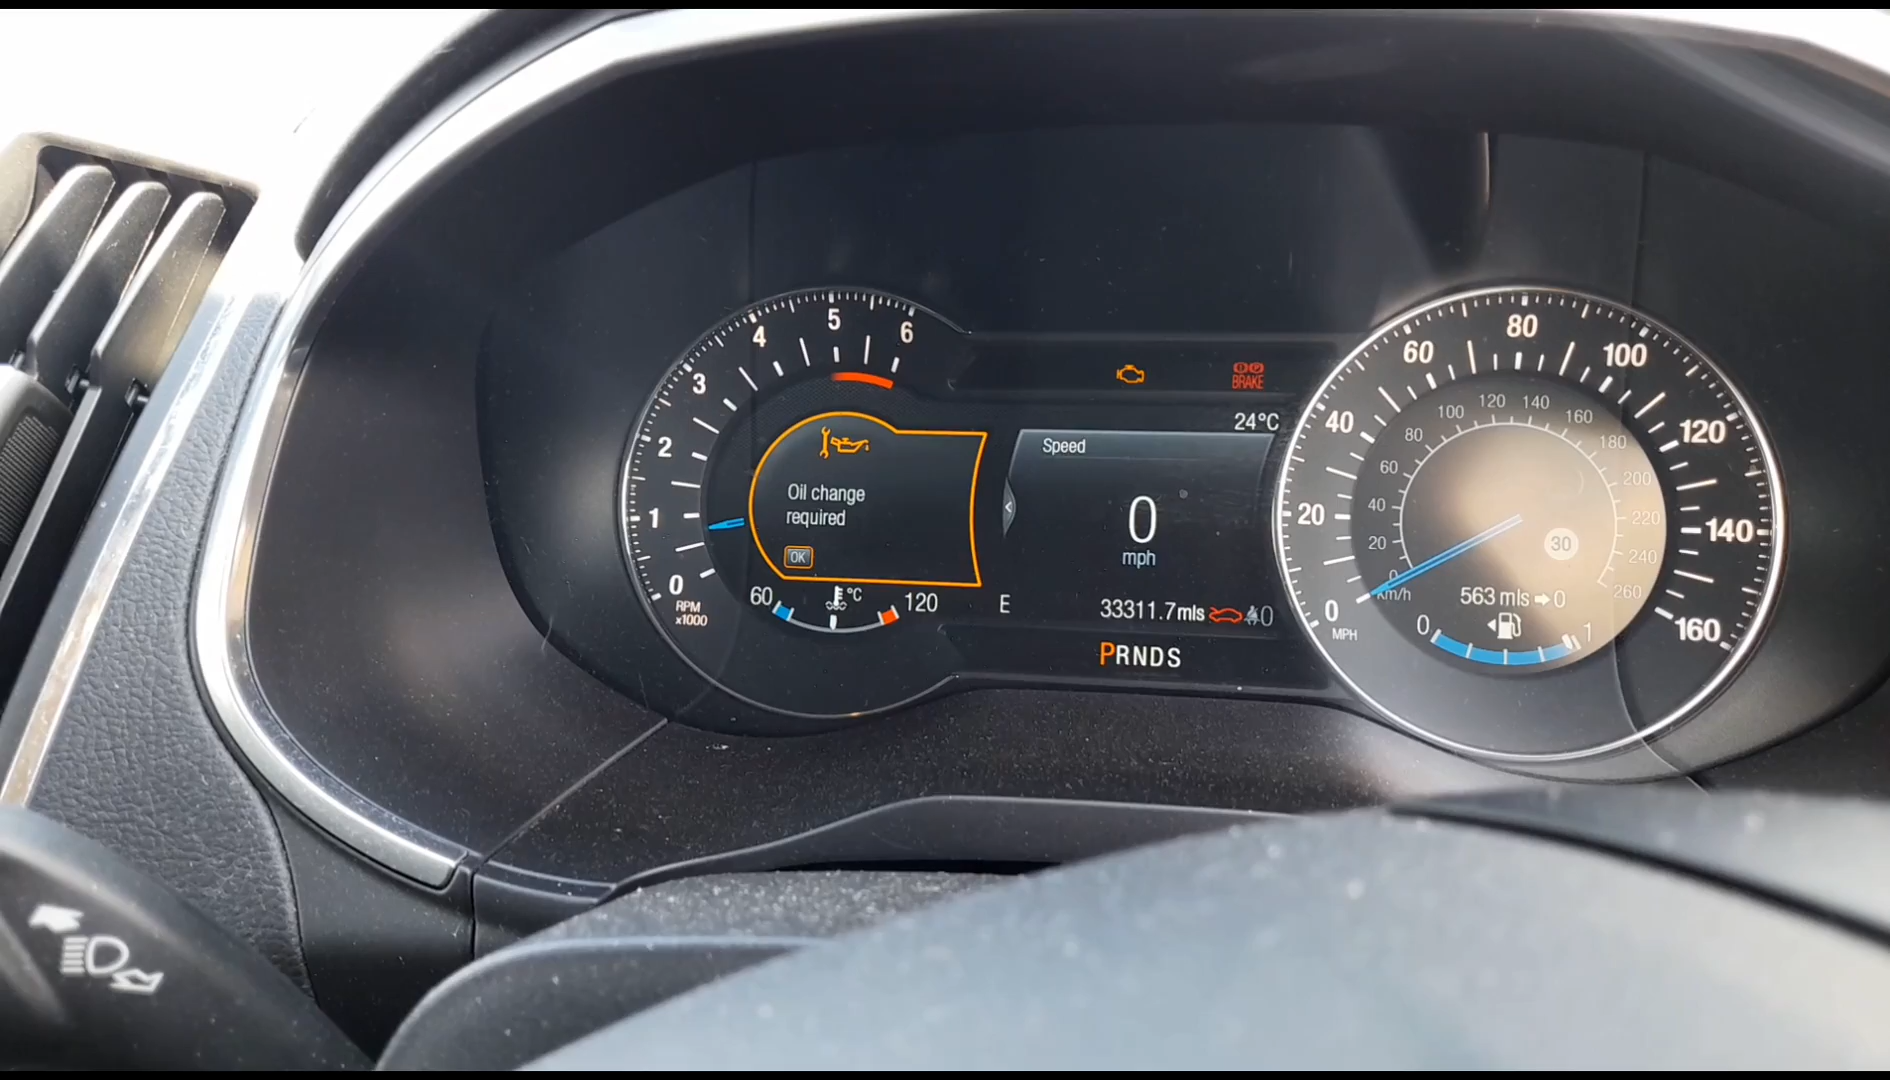 0
1
2
3
4
5
6
RPM
x1000
Oil change
required
OK
60
°C
120
BRAKE
24°C
Speed
0
mph
E
33311.7mls
0
PRNDS
0
20
40
60
80
100
120
140
160
MPH
0
20
40
60
80
100
120
140
160
180
200
220
240
260
km/h
30
563 mls → 0
0
1